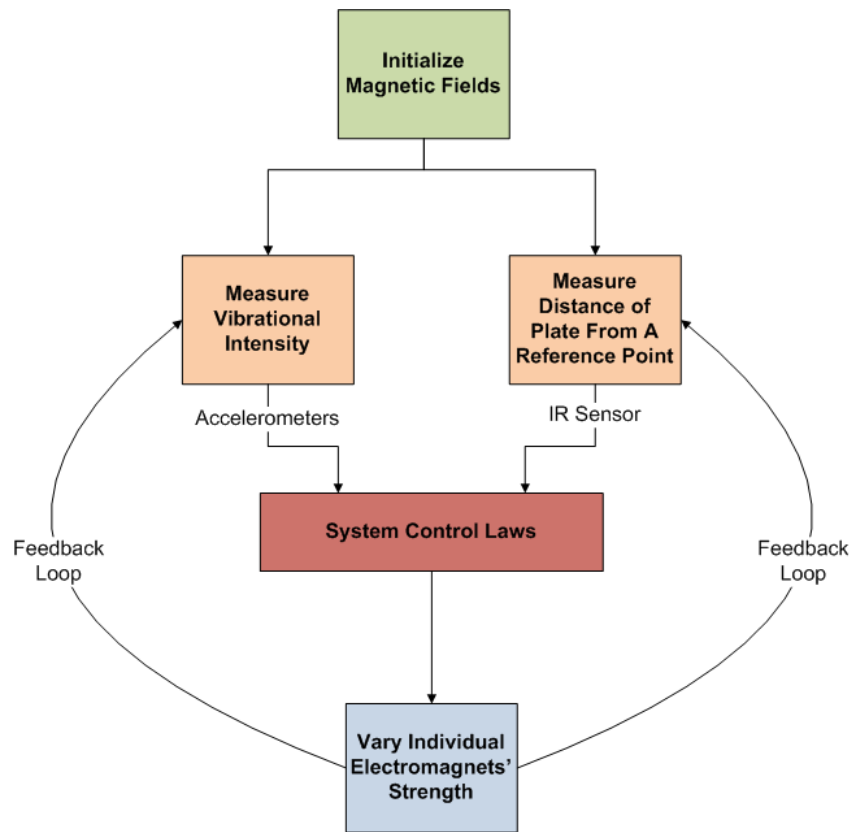 Initialize
Magnetic Fields
Measure
Vibrational
Intensity
Measure
Distance of
Plate From A
Reference Point
Accelerometers
IR Sensor
System Control Laws
Feedback
Loop
Feedback
Loop
Vary Individual
Electromagnets’
Strength